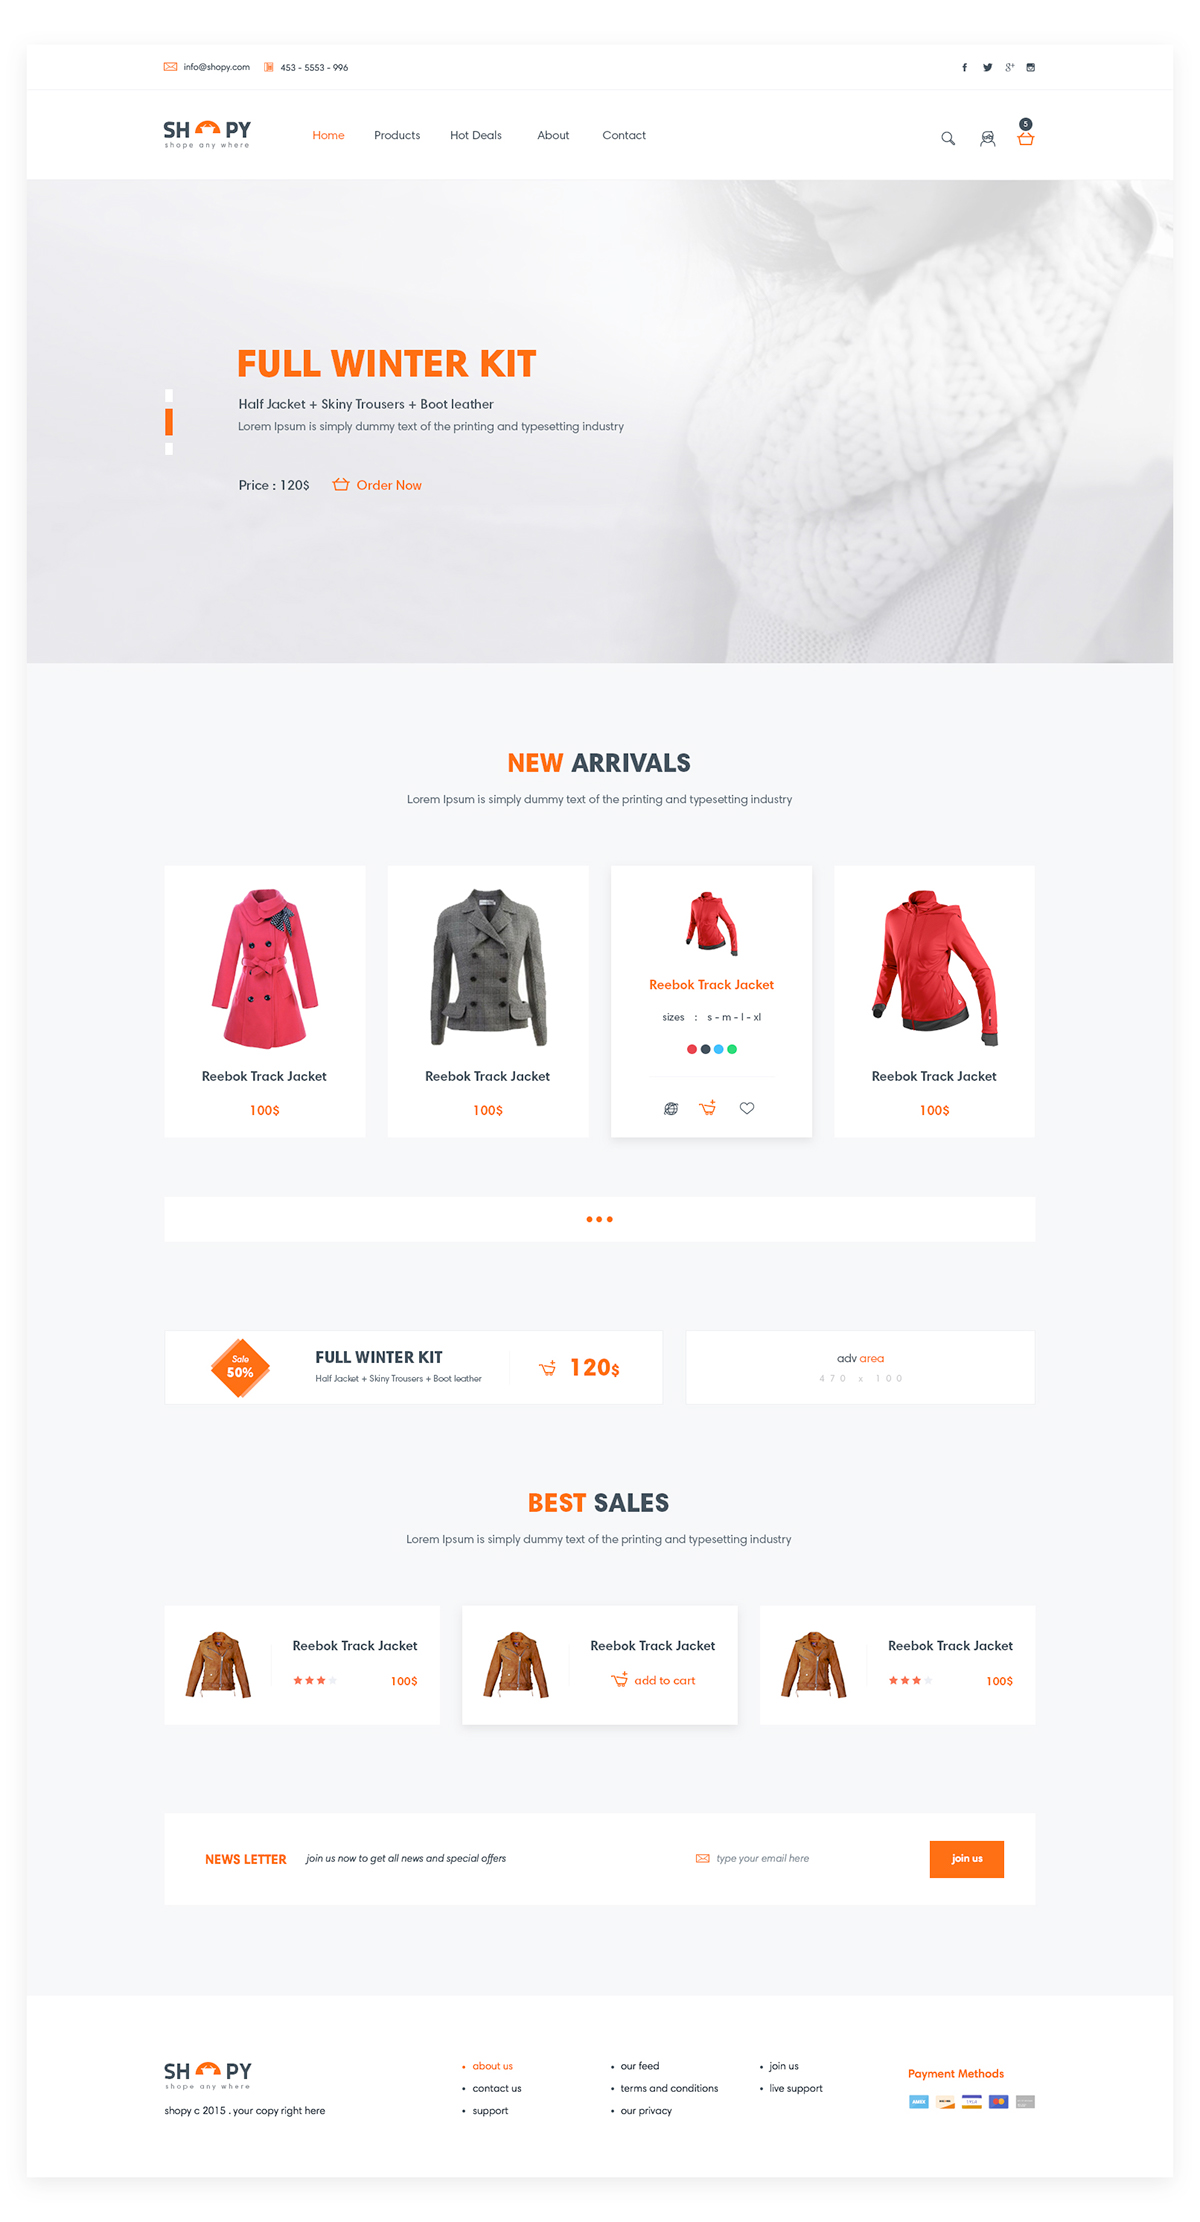 info@shopy.com 453 - 5553 - 996
SH PY
shope any where
Home Products Hot Deals About Contact
5
FULL WINTER KIT
Half Jacket + Skiny Trousers + Boot leather
Lorem Ipsum is simply dummy text of the printing and typesetting industry
Price : 120$ Order Now
NEW ARRIVALS
Lorem Ipsum is simply dummy text of the printing and typesetting industry
Reebok Track Jacket
100$
Reebok Track Jacket
100$
Reebok Track Jacket
sizes : s - m - l - xl
Reebok Track Jacket
100$
Sale
50%
FULL WINTER KIT
Half Jacket + Skiny Trousers + Boot leather
120$
adv area
470 x 100
BEST SALES
Lorem Ipsum is simply dummy text of the printing and typesetting industry
Reebok Track Jacket
100$
Reebok Track Jacket
add to cart
Reebok Track Jacket
100$
NEWS LETTER join us now to get all news and special offers type your email here join us
SH PY
shope any where
shopy c 2015 . your copy right here
about us
contact us
support
our feed
terms and conditions
our privacy
join us
live support
Payment Methods
AMEX